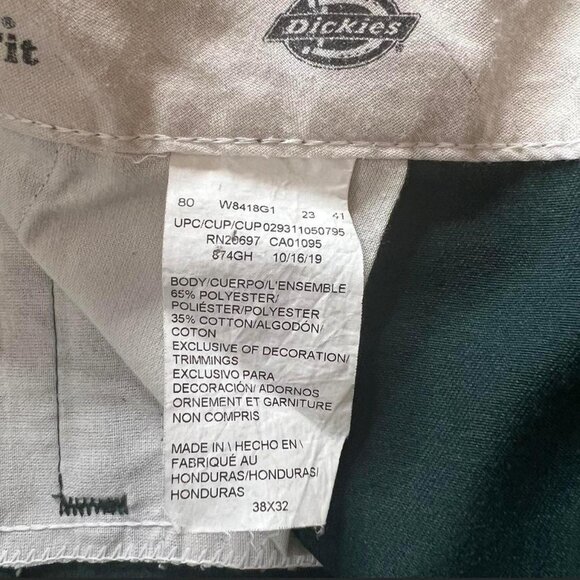 Fit
®
Dickies
®
80 W8418G1 23 41
UPC/CUP/CUP029311050795
RN20697 CA01095
874GH 10/16/19
BODY/CUERPO/L'ENSEMBLE
65% POLYESTER/
POLIÉSTER/POLYESTER
35% COTTON/ALGODÓN/
COTON
EXCLUSIVE OF DECORATION/
TRIMMINGS
EXCLUSIVO PARA
DECORACIÓN/ ADORNOS
ORNEMENT ET GARNITURE
NON COMPRIS
MADE IN \ HECHO EN \
FABRIQUÉ AU
HONDURAS/HONDURAS/
HONDURAS
38X32